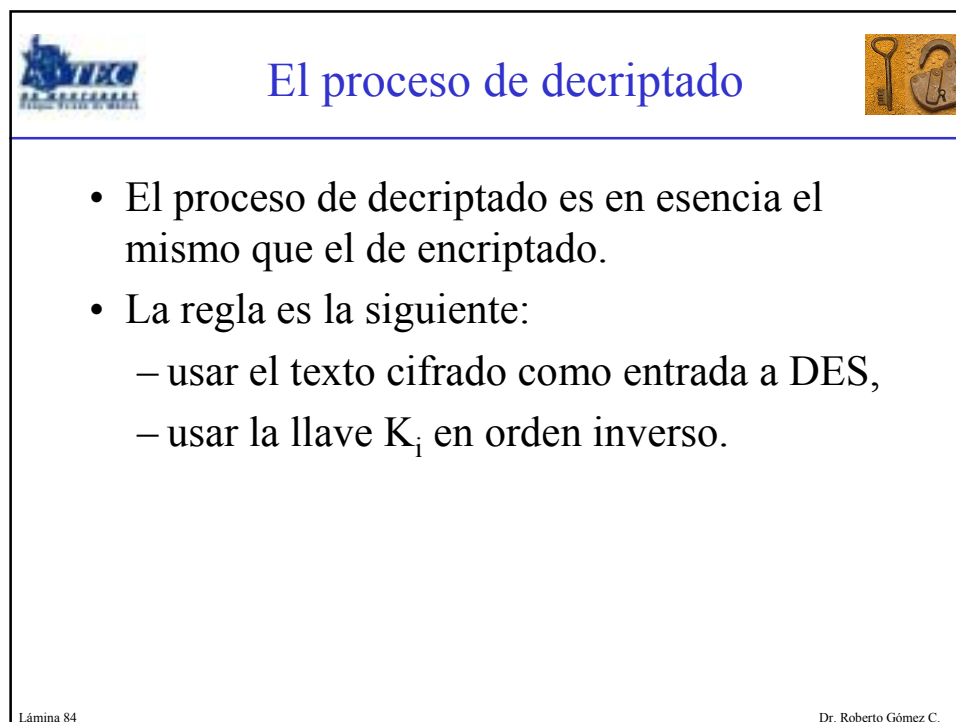 TEC
El proceso de decriptado
• El proceso de decriptado es en esencia el
mismo que el de encriptado.
• La regla es la siguiente:
– usar el texto cifrado como entrada a DES,
– usar la llave Kᵢ en orden inverso.
Lámina 84
Dr. Roberto Gómez C.